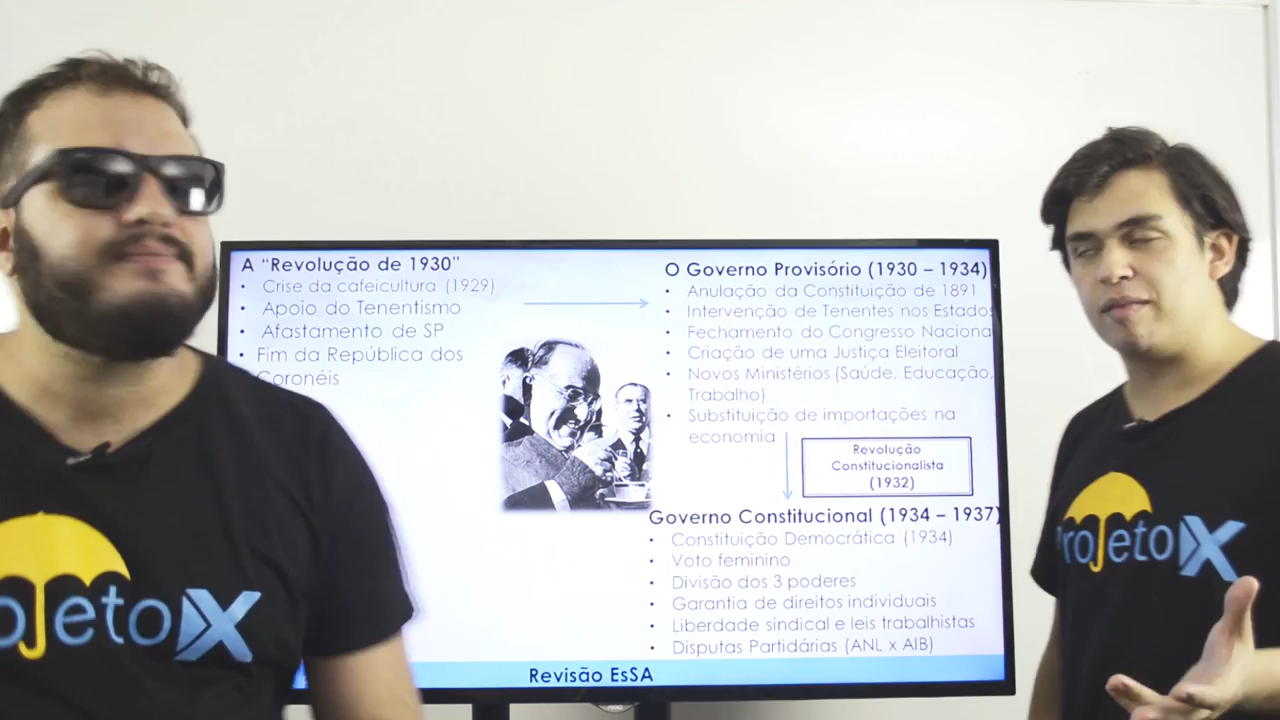 A “Revolução de 1930”
• Crise da cafeicultura (1929)
• Apoio do Tenentismo
• Afastamento de SP
• Fim da República dos
Coronéis
O Governo Provisório (1930 – 1934)
• Anulação da Constituição de 1891
• Intervenção de Tenentes nos Estados
• Fechamento do Congresso Naciona
• Criação de uma Justiça Eleitoral
• Novos Ministérios (Saúde, Educação,
Trabalho)
• Substituição de importações na
economia
Revolução
Constitucionalista
(1932)
Governo Constitucional (1934 – 1937)
• Constituição Democrática (1934)
• Voto feminino
• Divisão dos 3 poderes
• Garantia de direitos individuais
• Liberdade sindical e leis trabalhistas
• Disputas Partidárias (ANL x AIB)
Revisão EsSA
ojeto X
Projeto X